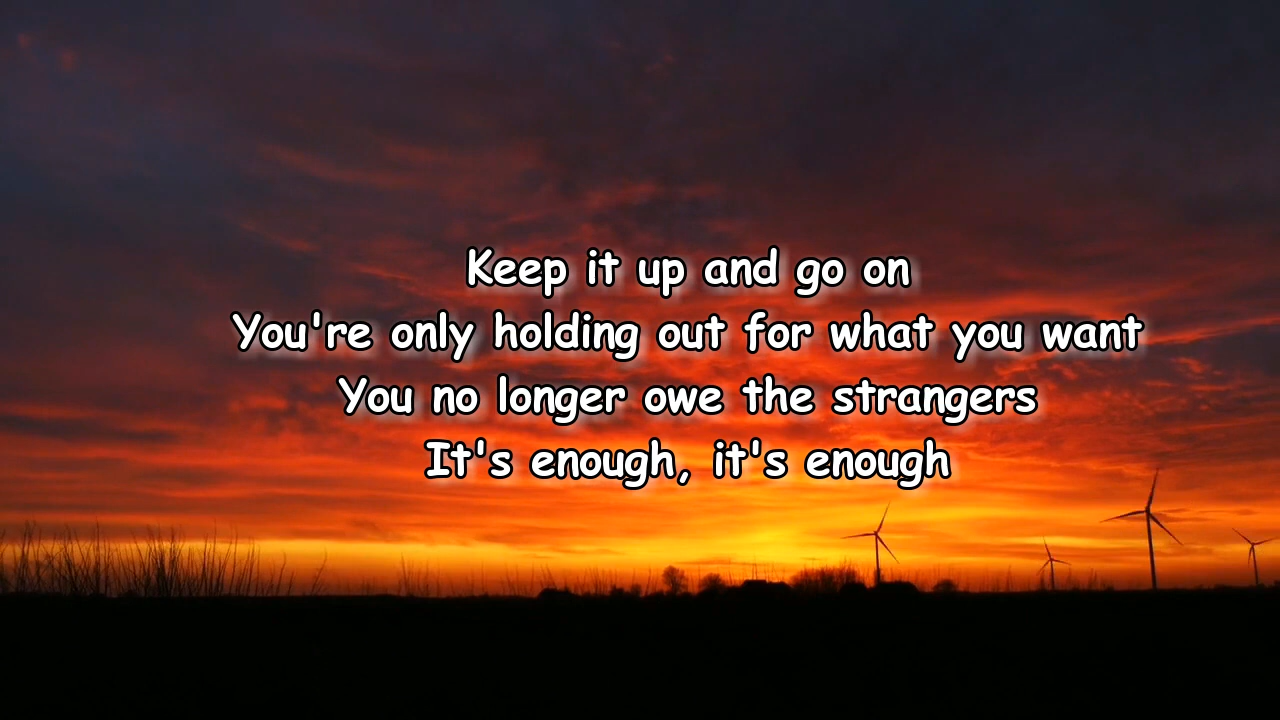 Keep it up and go on
You're only holding out for what you want
You no longer owe the strangers
It's enough, it's enough